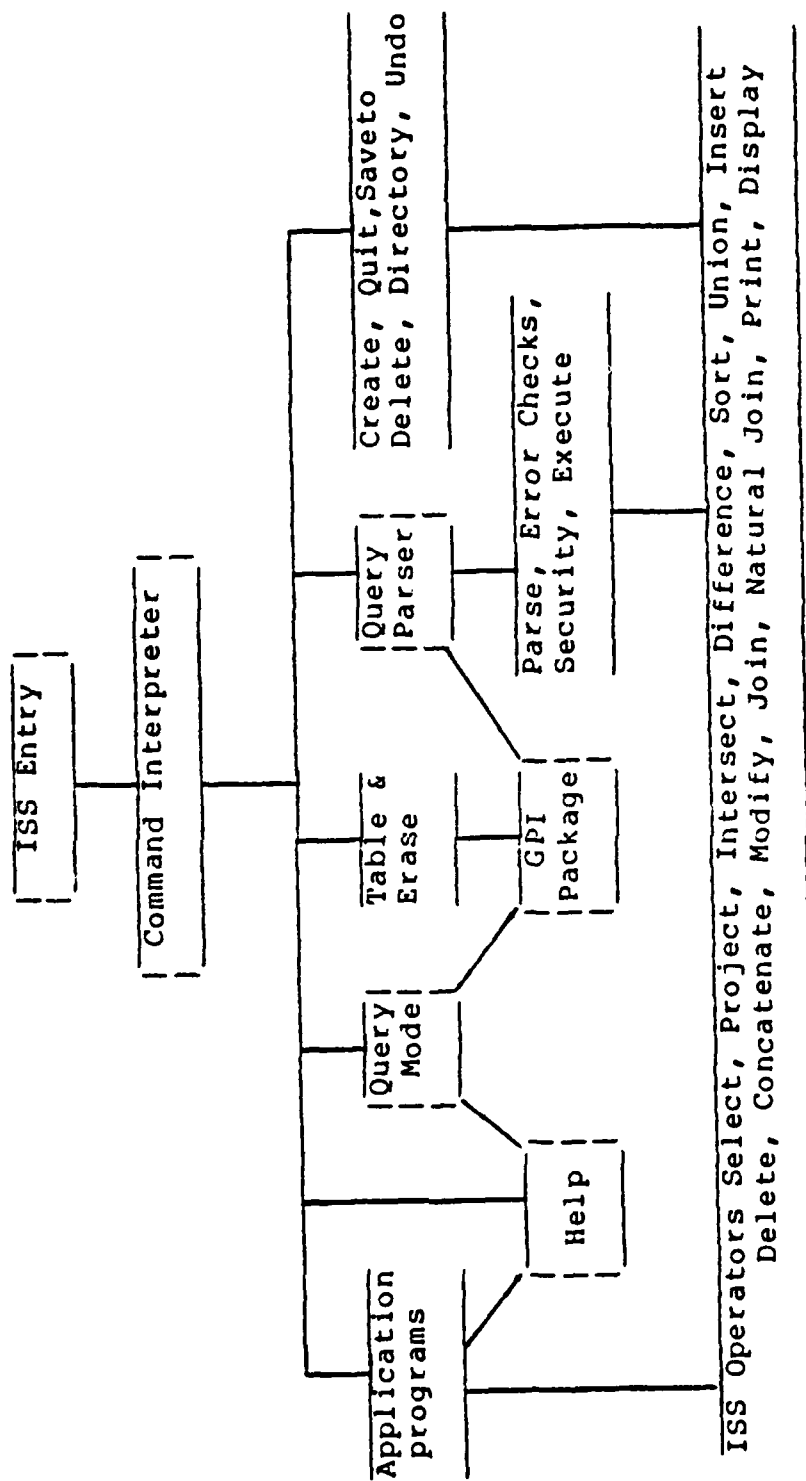 ISS Entry
Command Interpreter
Application
programs
Help
Query
Mode
Table &
Erase
GPI
Package
Query
Parser
Parse, Error Checks,
Security, Execute
Create, Quit,Saveto
Delete, Directory, Undo
ISS Operators Select, Project, Intersect, Difference, Sort, Union, Insert
Delete, Concatenate, Modify, Join, Natural Join, Print, Display